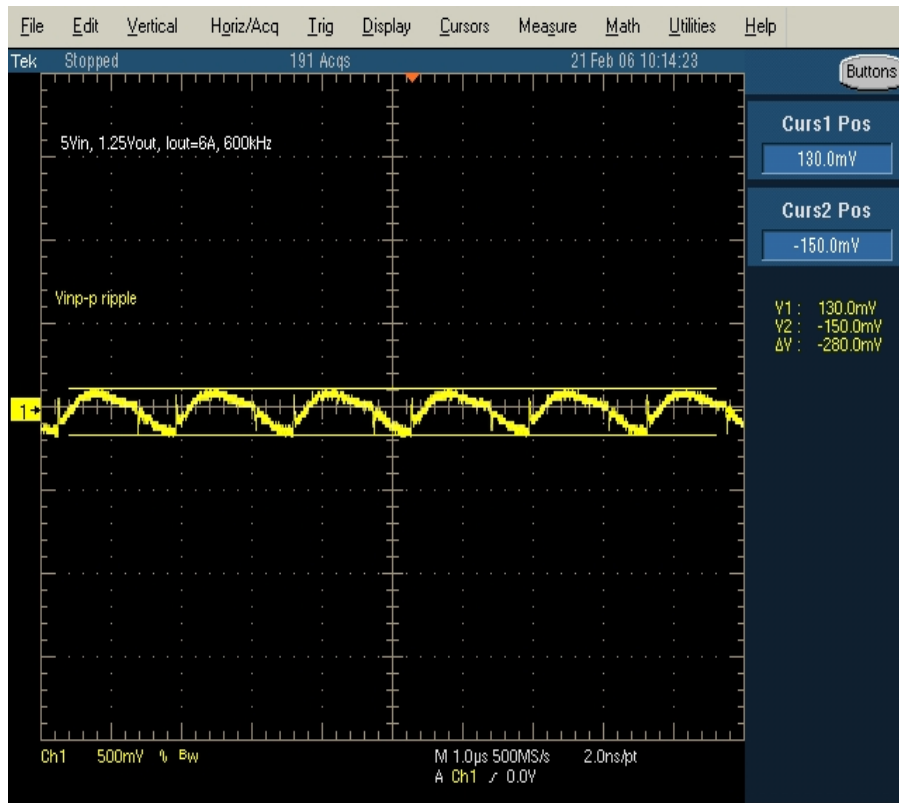 File Edit Vertical Horiz/Acq Trig Display Cursors Measure Math Utilities Help
Tek Stopped 191 Acqs 21 Feb 06 10:14:23
Buttons
5Vin, 1.25Vout, Iout=6A, 600kHz
Curs1 Pos
130.0mV
Curs2 Pos
-150.0mV
Vinp-p ripple
V1 : 130.0mV
V2 : -150.0mV
ΔV : -280.0mV
1
Ch1 500mV BW M 1.0µs 500MS/s 2.0ns/pt
A Ch1 0.0V